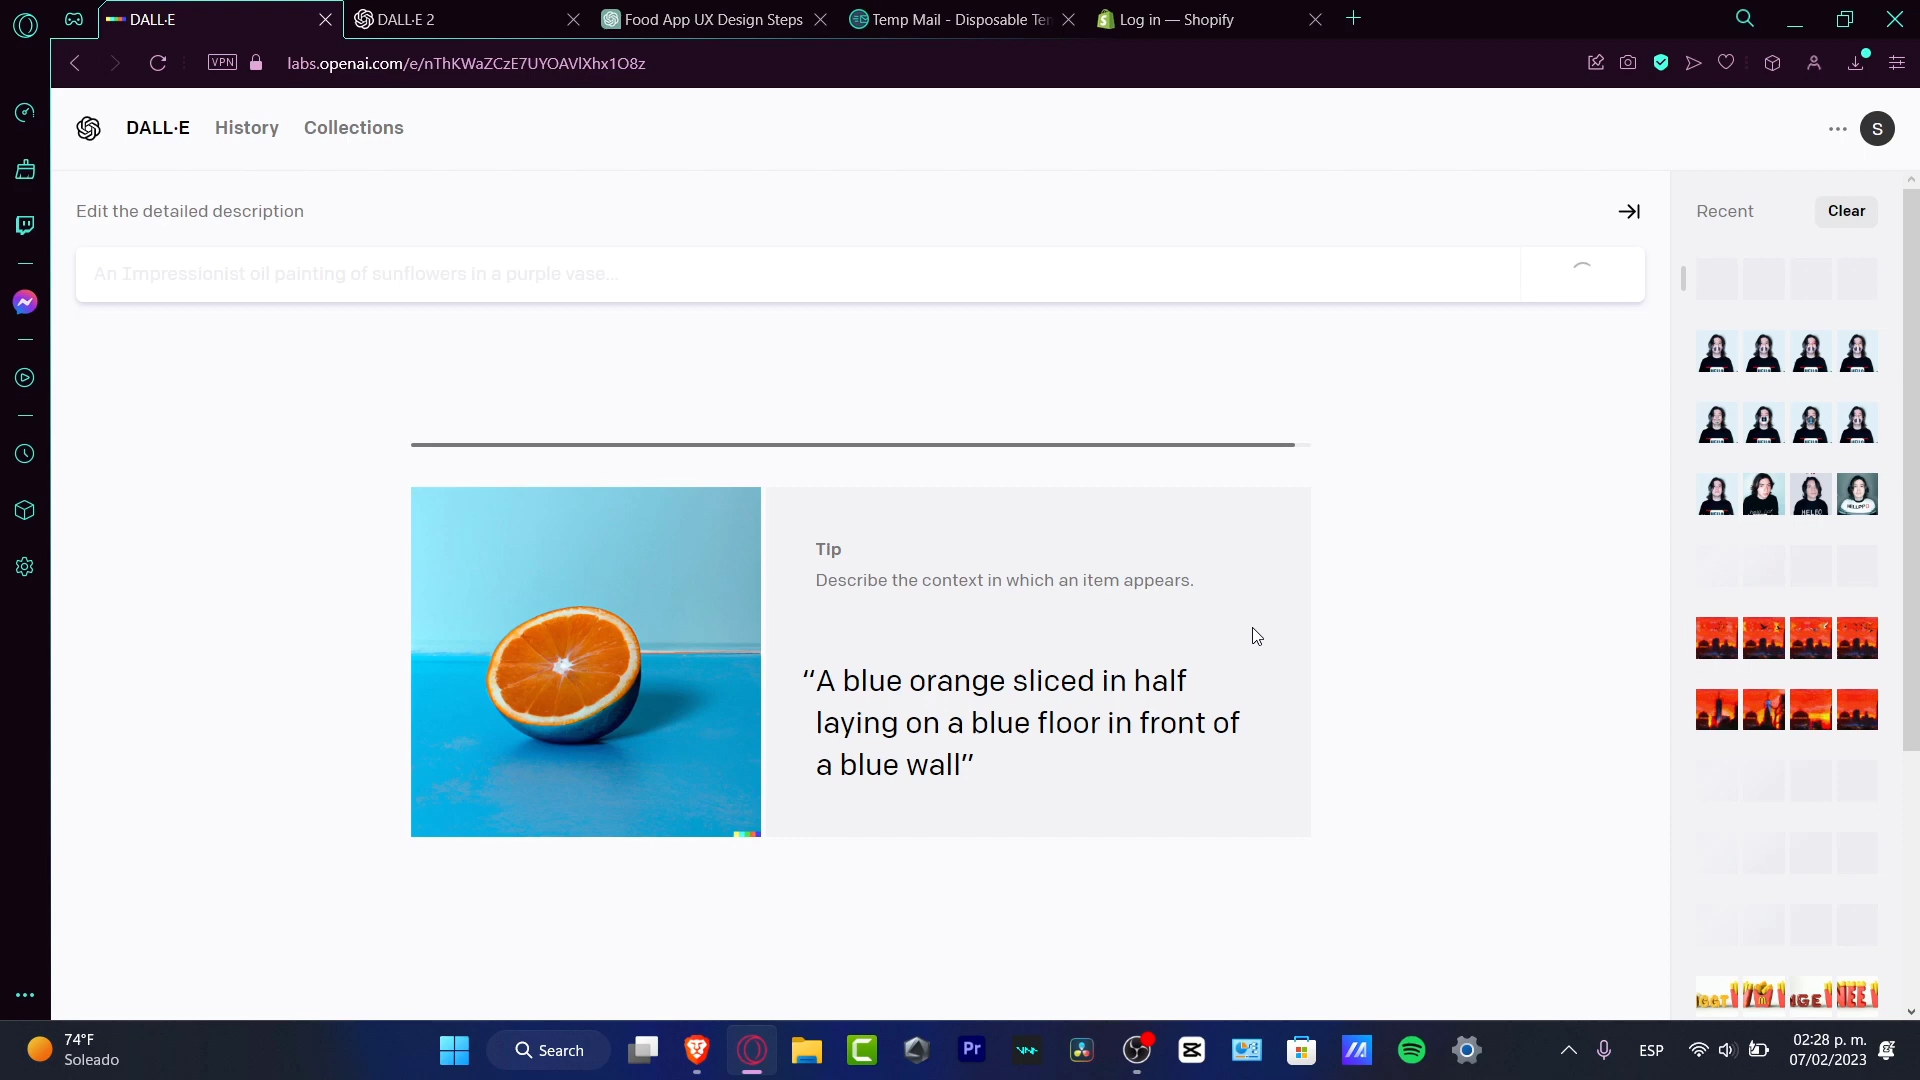 DALL·E
DALL·E 2
Food App UX Design Steps
Temp Mail - Disposable Ten
Log in — Shopify
VPN
labs.openai.com/e/nThKWaZCzE7UYOAVlXhx1O8z
DALL·E
History
Collections
S
Edit the detailed description
Recent
Clear
An Impressionist oil painting of sunflowers in a purple vase...
Tip
Describe the context in which an item appears.
“A blue orange sliced in half
laying on a blue floor in front of
a blue wall”
74°F
Soleado
Search
Pr
ESP
02:28 p. m.
07/02/2023